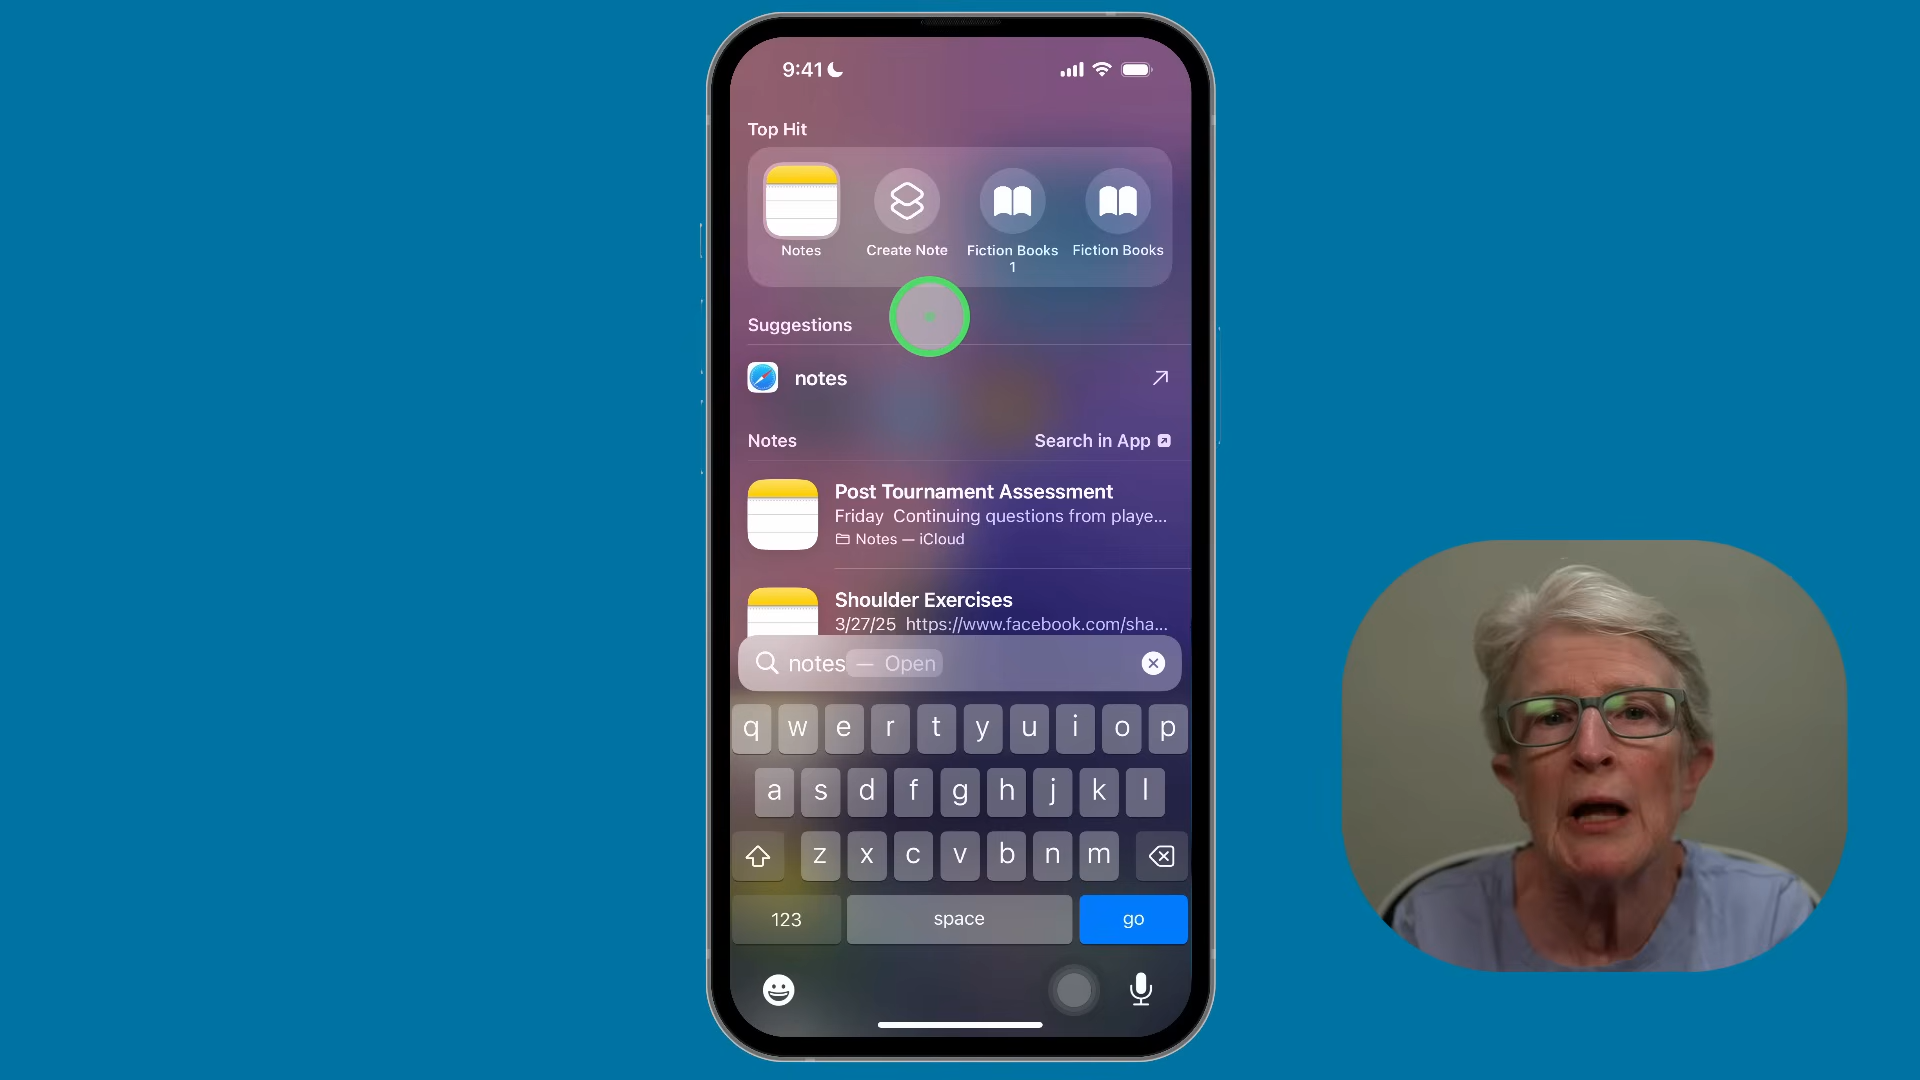 9:41
Top Hit
Notes
Create Note
Fiction Books
1
Fiction Books
Suggestions
notes
Notes
Search in App
Post Tournament Assessment
Friday Continuing questions from playe...
Notes — iCloud
Shoulder Exercises
3/27/25 https://www.facebook.com/sha...
notes — Open
q w e r t y u i o p
a s d f g h j k l
z x c v b n m
123 space go